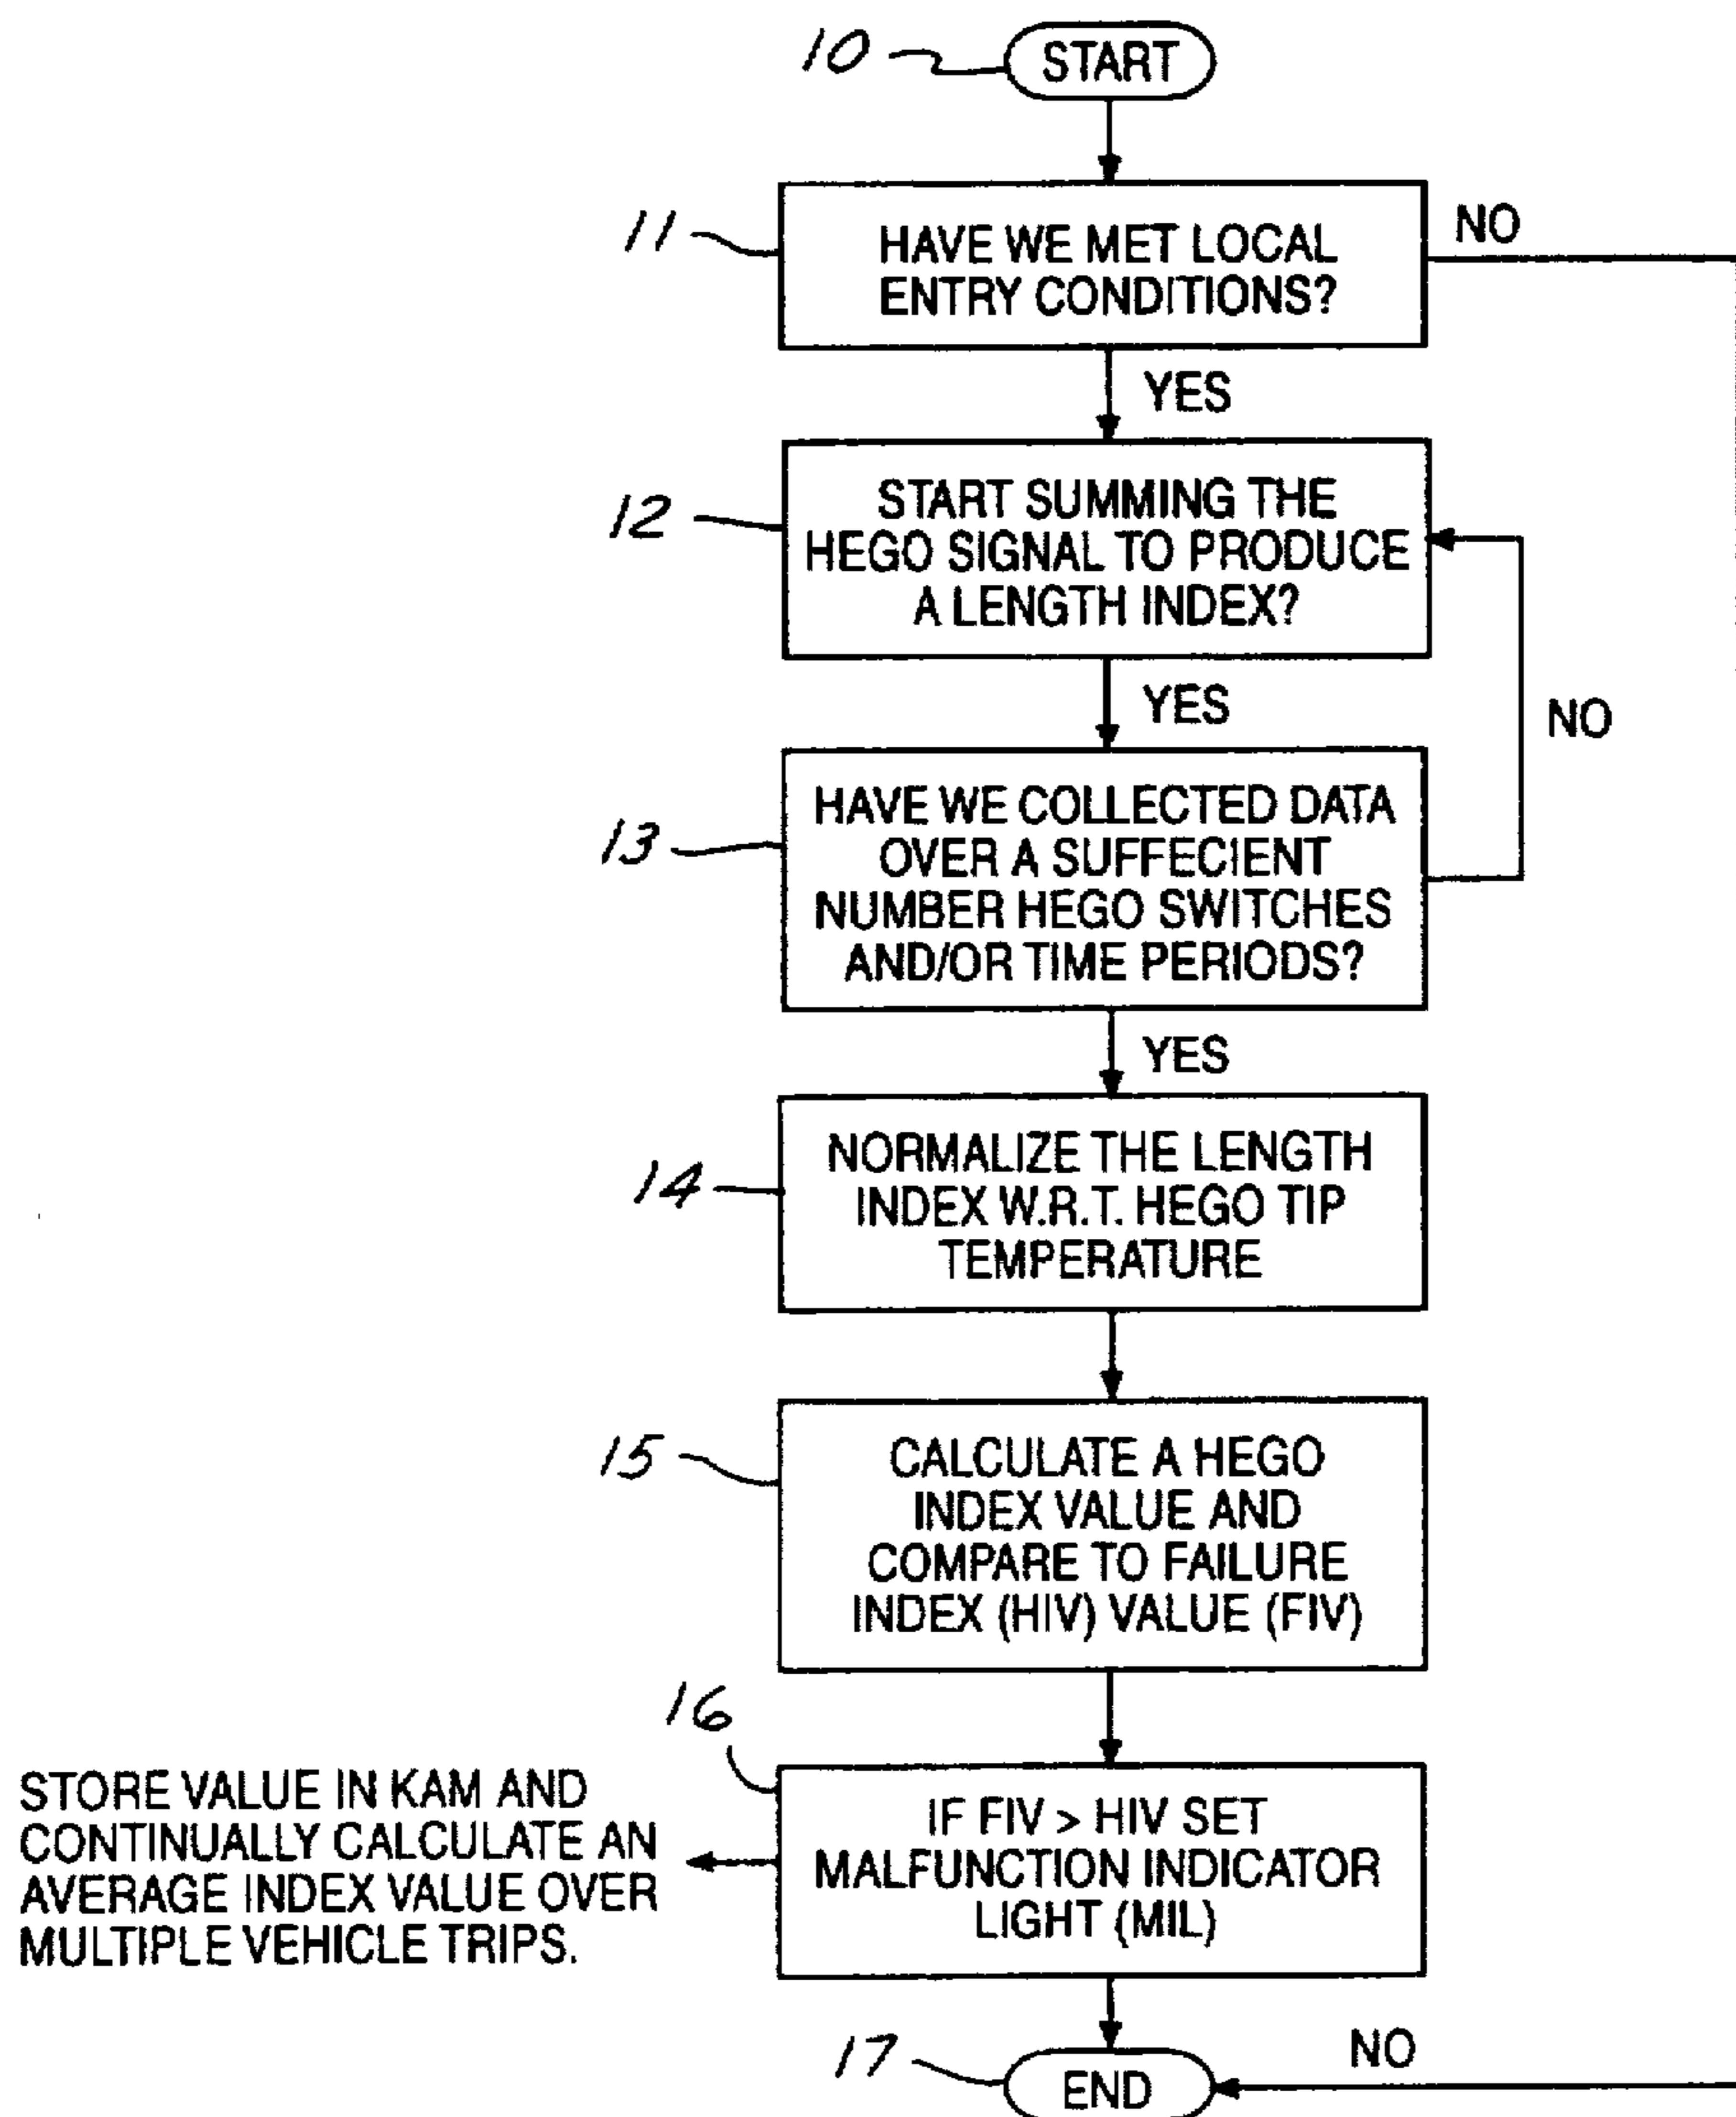 10
START
11
HAVE WE MET LOCAL
ENTRY CONDITIONS?
NO
YES
12
START SUMMING THE
HEGO SIGNAL TO PRODUCE
A LENGTH INDEX?
YES
NO
13
HAVE WE COLLECTED DATA
OVER A SUFFECIENT
NUMBER HEGO SWITCHES
AND/OR TIME PERIODS?
YES
14
NORMALIZE THE LENGTH
INDEX W.R.T. HEGO TIP
TEMPERATURE
15
CALCULATE A HEGO
INDEX VALUE AND
COMPARE TO FAILURE
INDEX (HIV) VALUE (FIV)
16
IF FIV > HIV SET
MALFUNCTION INDICATOR
LIGHT (MIL)
STORE VALUE IN KAM AND
CONTINUALLY CALCULATE AN
AVERAGE INDEX VALUE OVER
MULTIPLE VEHICLE TRIPS.
17
END
NO